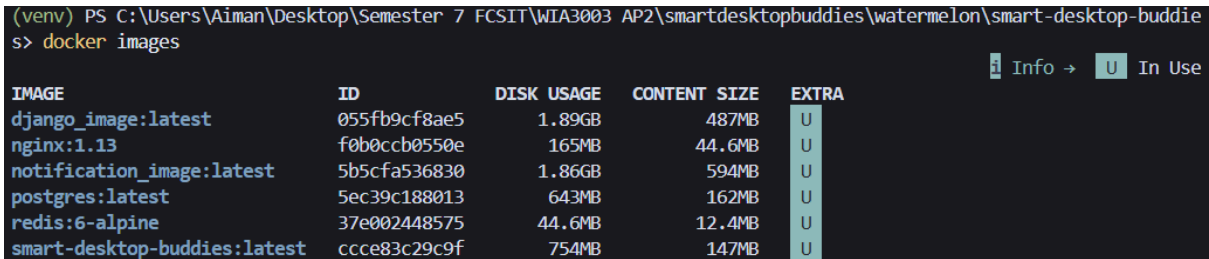 (venv) PS C:\Users\Aiman\Desktop\Semester 7 FCSIT\WIA3003 AP2\smartdesktopbuddies\watermelon\smart-desktop-buddie
s> docker images
i Info → U In Use
IMAGE ID DISK USAGE CONTENT SIZE EXTRA
django_image:latest 055fb9cf8ae5 1.89GB 487MB U
nginx:1.13 f0b0ccb0550e 165MB 44.6MB U
notification_image:latest 5b5cfa536830 1.86GB 594MB U
postgres:latest 5ec39c188013 643MB 162MB U
redis:6-alpine 37e002448575 44.6MB 12.4MB U
smart-desktop-buddies:latest ccce83c29c9f 754MB 147MB U